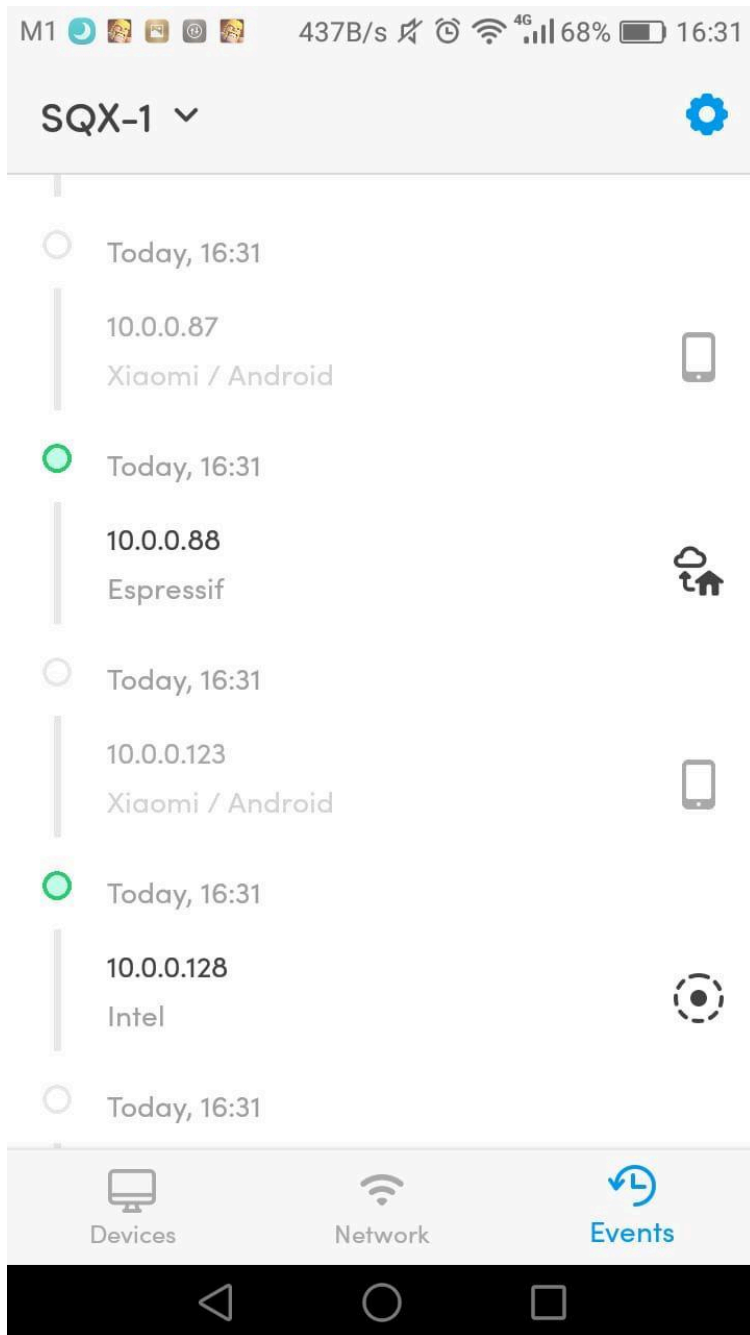 M1 437B/s 4G 68% 16:31
SQX-1
Today, 16:31
10.0.0.87
Xiaomi / Android
Today, 16:31
10.0.0.88
Espressif
Today, 16:31
10.0.0.123
Xiaomi / Android
Today, 16:31
10.0.0.128
Intel
Today, 16:31
Devices Network Events